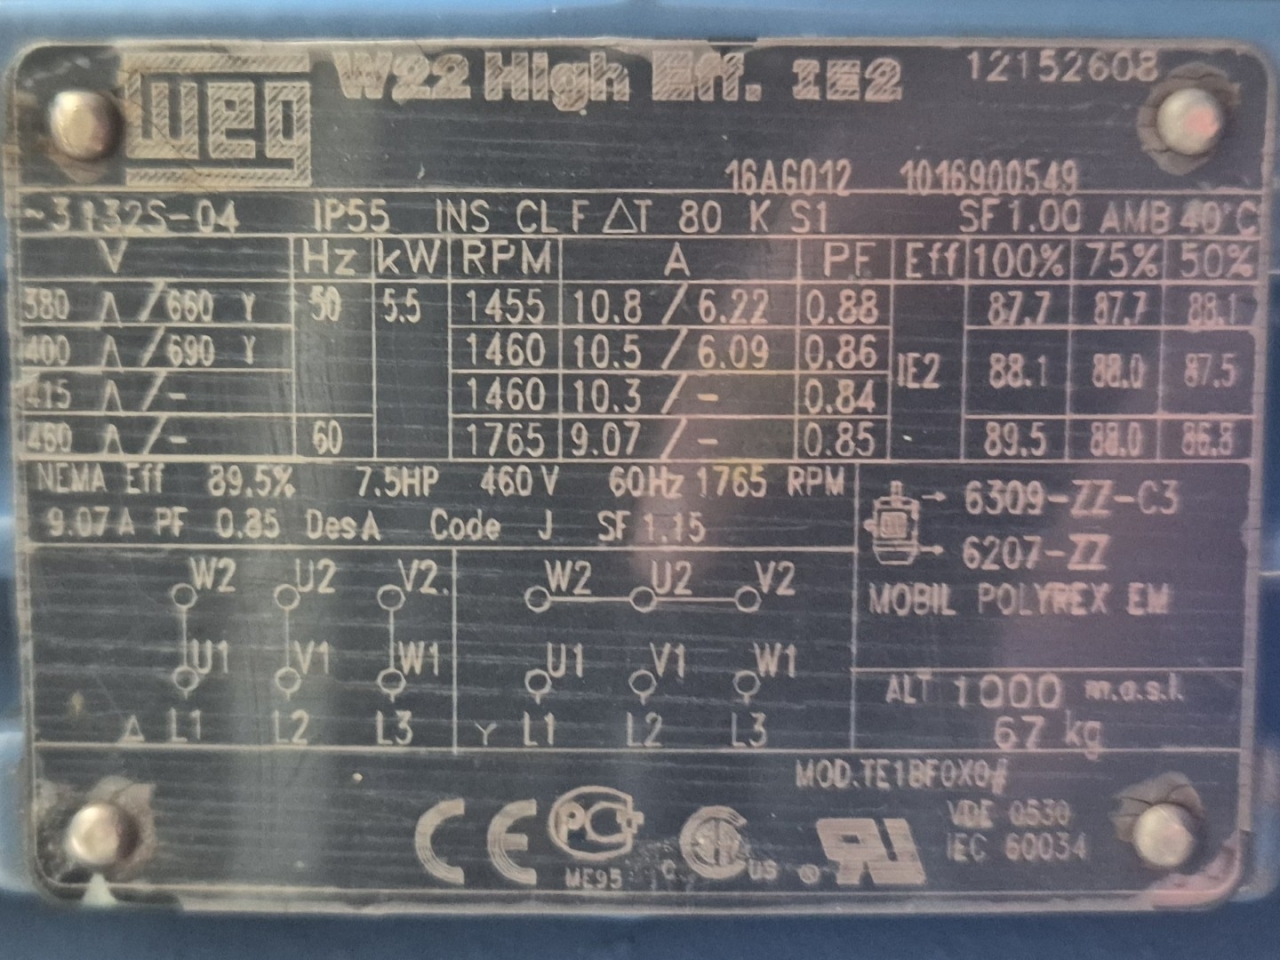 WEG W22 High Eff. IE2 12152608
16AG012 1016900549
~3 132S-04 IP55 INS CL F △T 80 K S1 SF 1.00 AMB 40°C
V Hz kW RPM A PF Eff 100% 75% 50%
380 △/660 Y 50 5.5 1455 10.8 / 6.22 0.88 87.7 87.7 88.1
400 △/690 Y 1460 10.5 / 6.09 0.86 IE2 88.1 88.0 87.5
415 △/- 1460 10.3 / - 0.84
460 △/- 60 1765 9.07 / - 0.85 89.5 88.0 86.8
NEMA Eff 89.5% 7.5HP 460 V 60Hz 1765 RPM
9.07 A PF 0.85 Des A Code J SF 1.15
6309-ZZ-C3
6207-ZZ
MOBIL POLYREX EM
W2 U2 V2 W2 U2 V2
U1 V1 W1 U1 V1 W1
△ L1 L2 L3 Y L1 L2 L3
ALT 1000 m.a.s.l.
67 kg
MOD.TE1BF0X0#
CE PC ME95 C US ® VDE 0530
IEC 60034